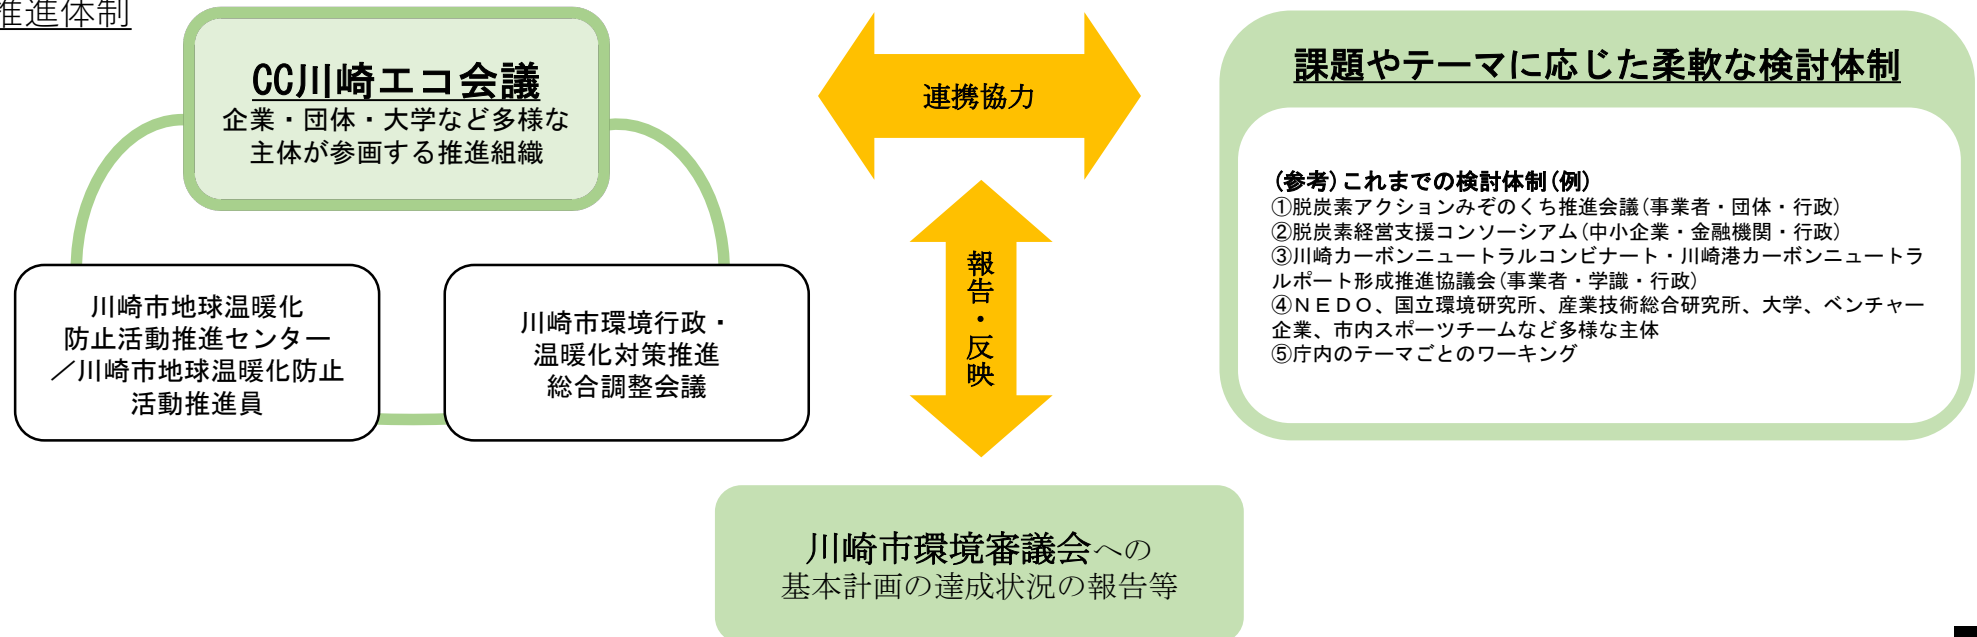 推進体制
CC川崎エコ会議
企業・団体・大学など多様な
主体が参画する推進組織
川崎市地球温暖化
防止活動推進センター
／川崎市地球温暖化防止
活動推進員
川崎市環境行政・
温暖化対策推進
総合調整会議
連携協力
報告・反映
課題やテーマに応じた柔軟な検討体制
(参考)これまでの検討体制(例)
①脱炭素アクションみぞのくち推進会議(事業者・団体・行政)
②脱炭素経営支援コンソーシアム(中小企業・金融機関・行政)
③川崎カーボンニュートラルコンビナート・川崎港カーボンニュートラ
ルポート形成推進協議会(事業者・学識・行政)
④ＮＥＤＯ、国立環境研究所、産業技術総合研究所、大学、ベンチャー
企業、市内スポーツチームなど多様な主体
⑤庁内のテーマごとのワーキング
川崎市環境審議会への
基本計画の達成状況の報告等